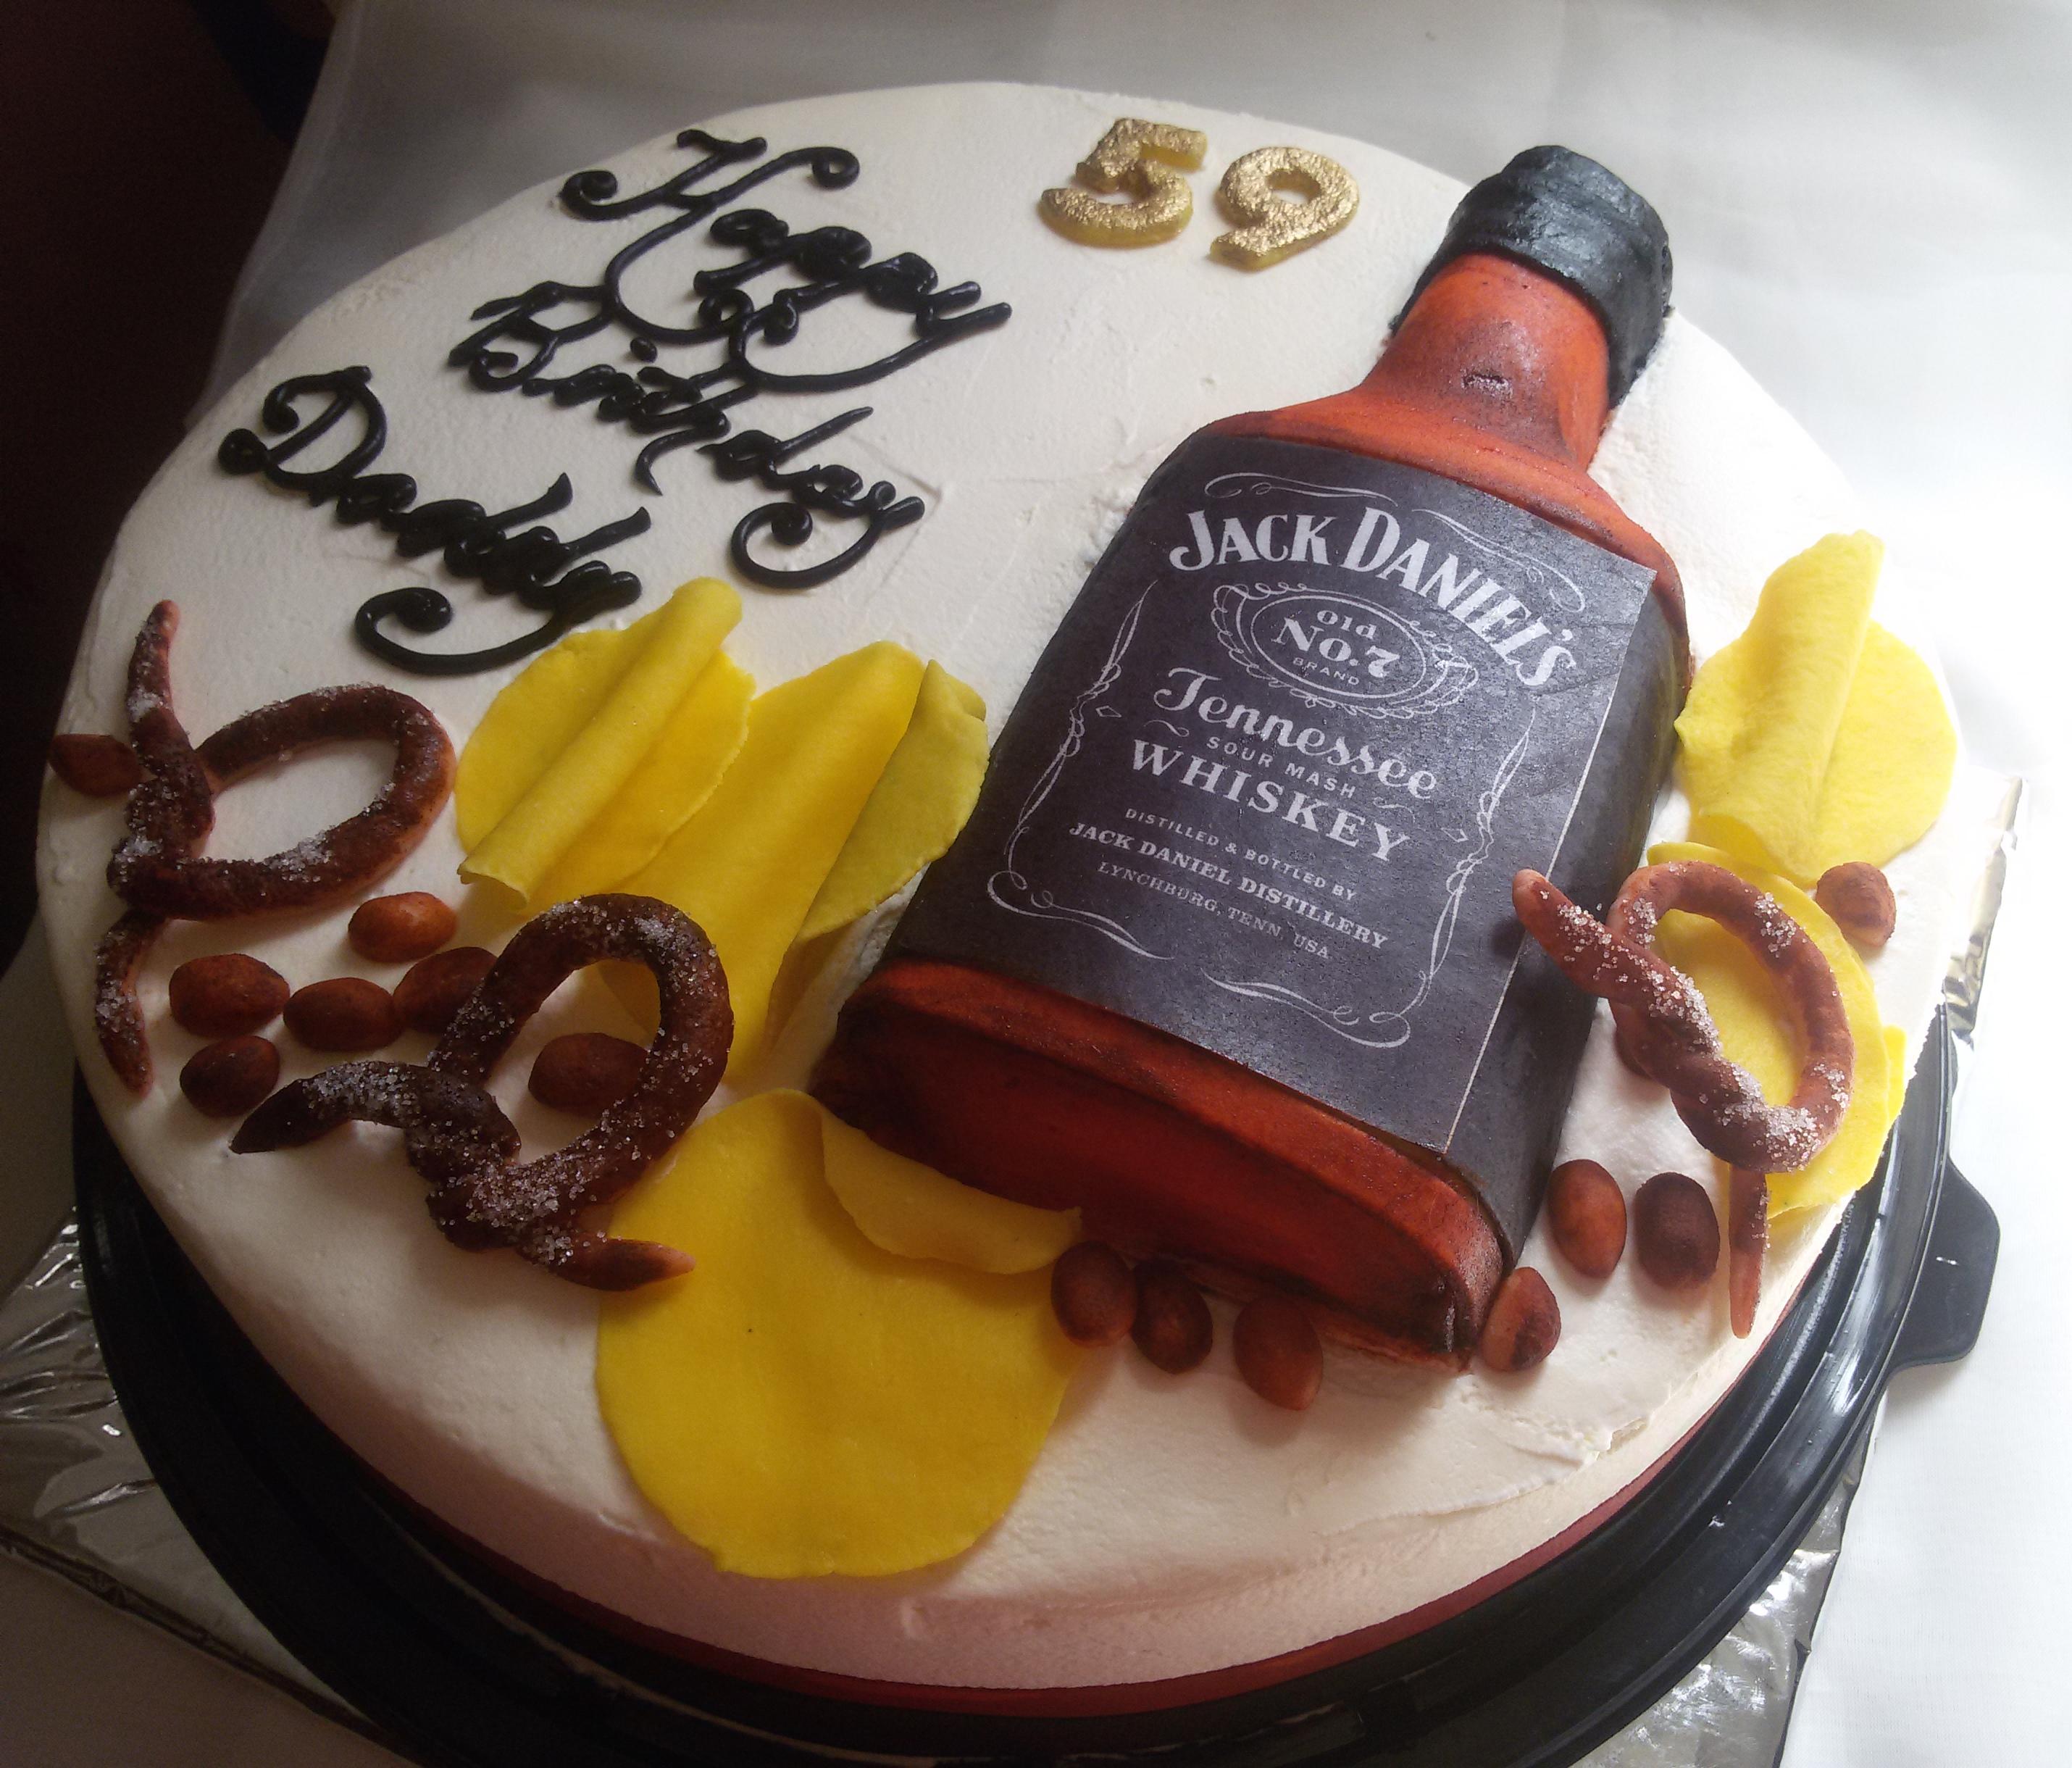 Happy
Birthday
Daddy
59
JACK DANIEL'S
Old
NO.7
BRAND
Tennessee
SOUR MASH
WHISKEY
DISTILLED & BOTTLED BY
JACK DANIEL DISTILLERY
LYNCHBURG, TENN. USA